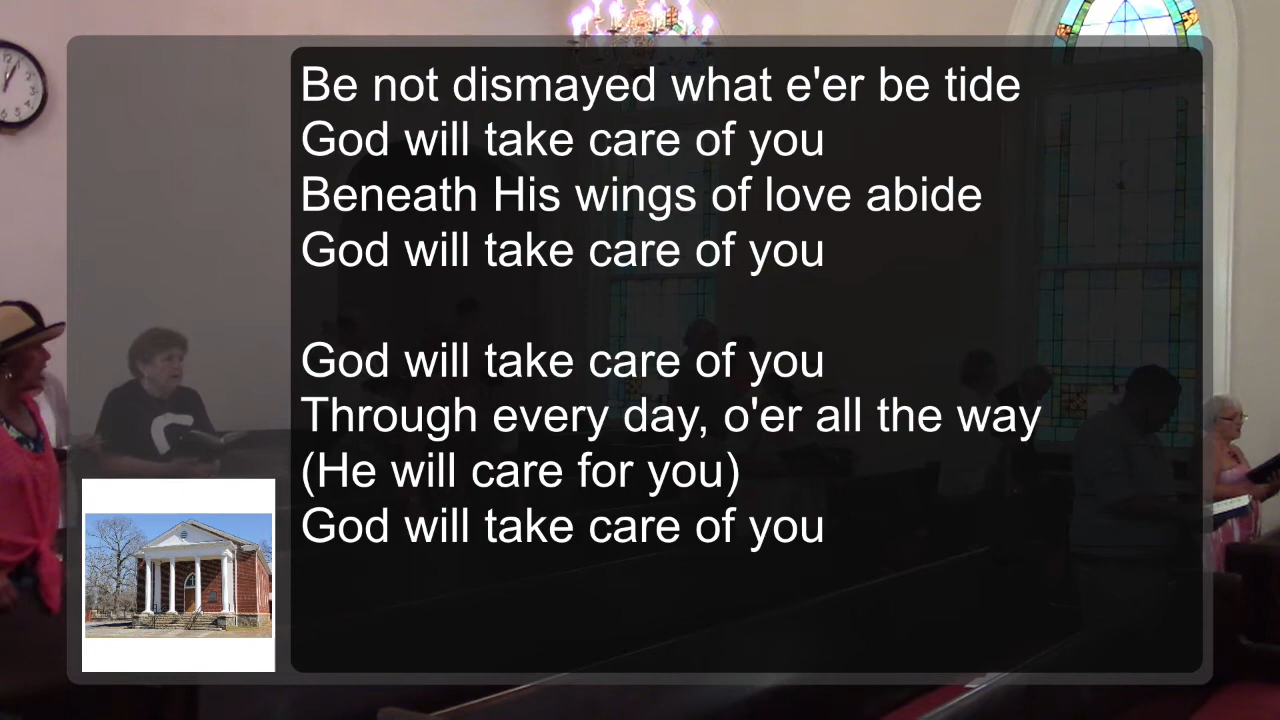 Be not dismayed what e'er be tide
God will take care of you
Beneath His wings of love abide
God will take care of you
God will take care of you
Through every day, o'er all the way
(He will care for you)
God will take care of you